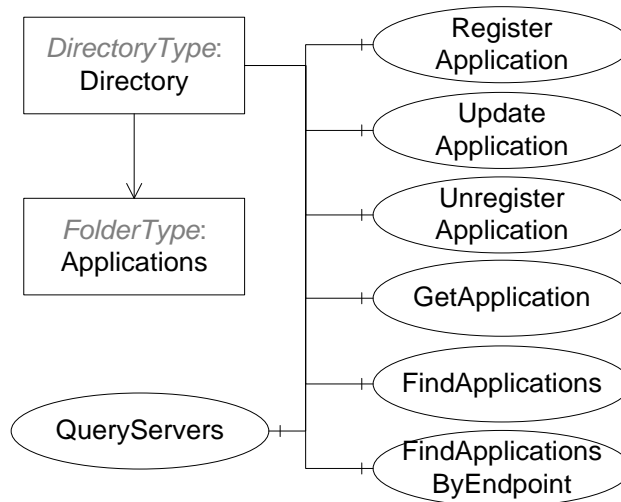 DirectoryType:
Directory
FolderType:
Applications
QueryServers
Register
Application
Update
Application
Unregister
Application
GetApplication
FindApplications
FindApplications
ByEndpoint